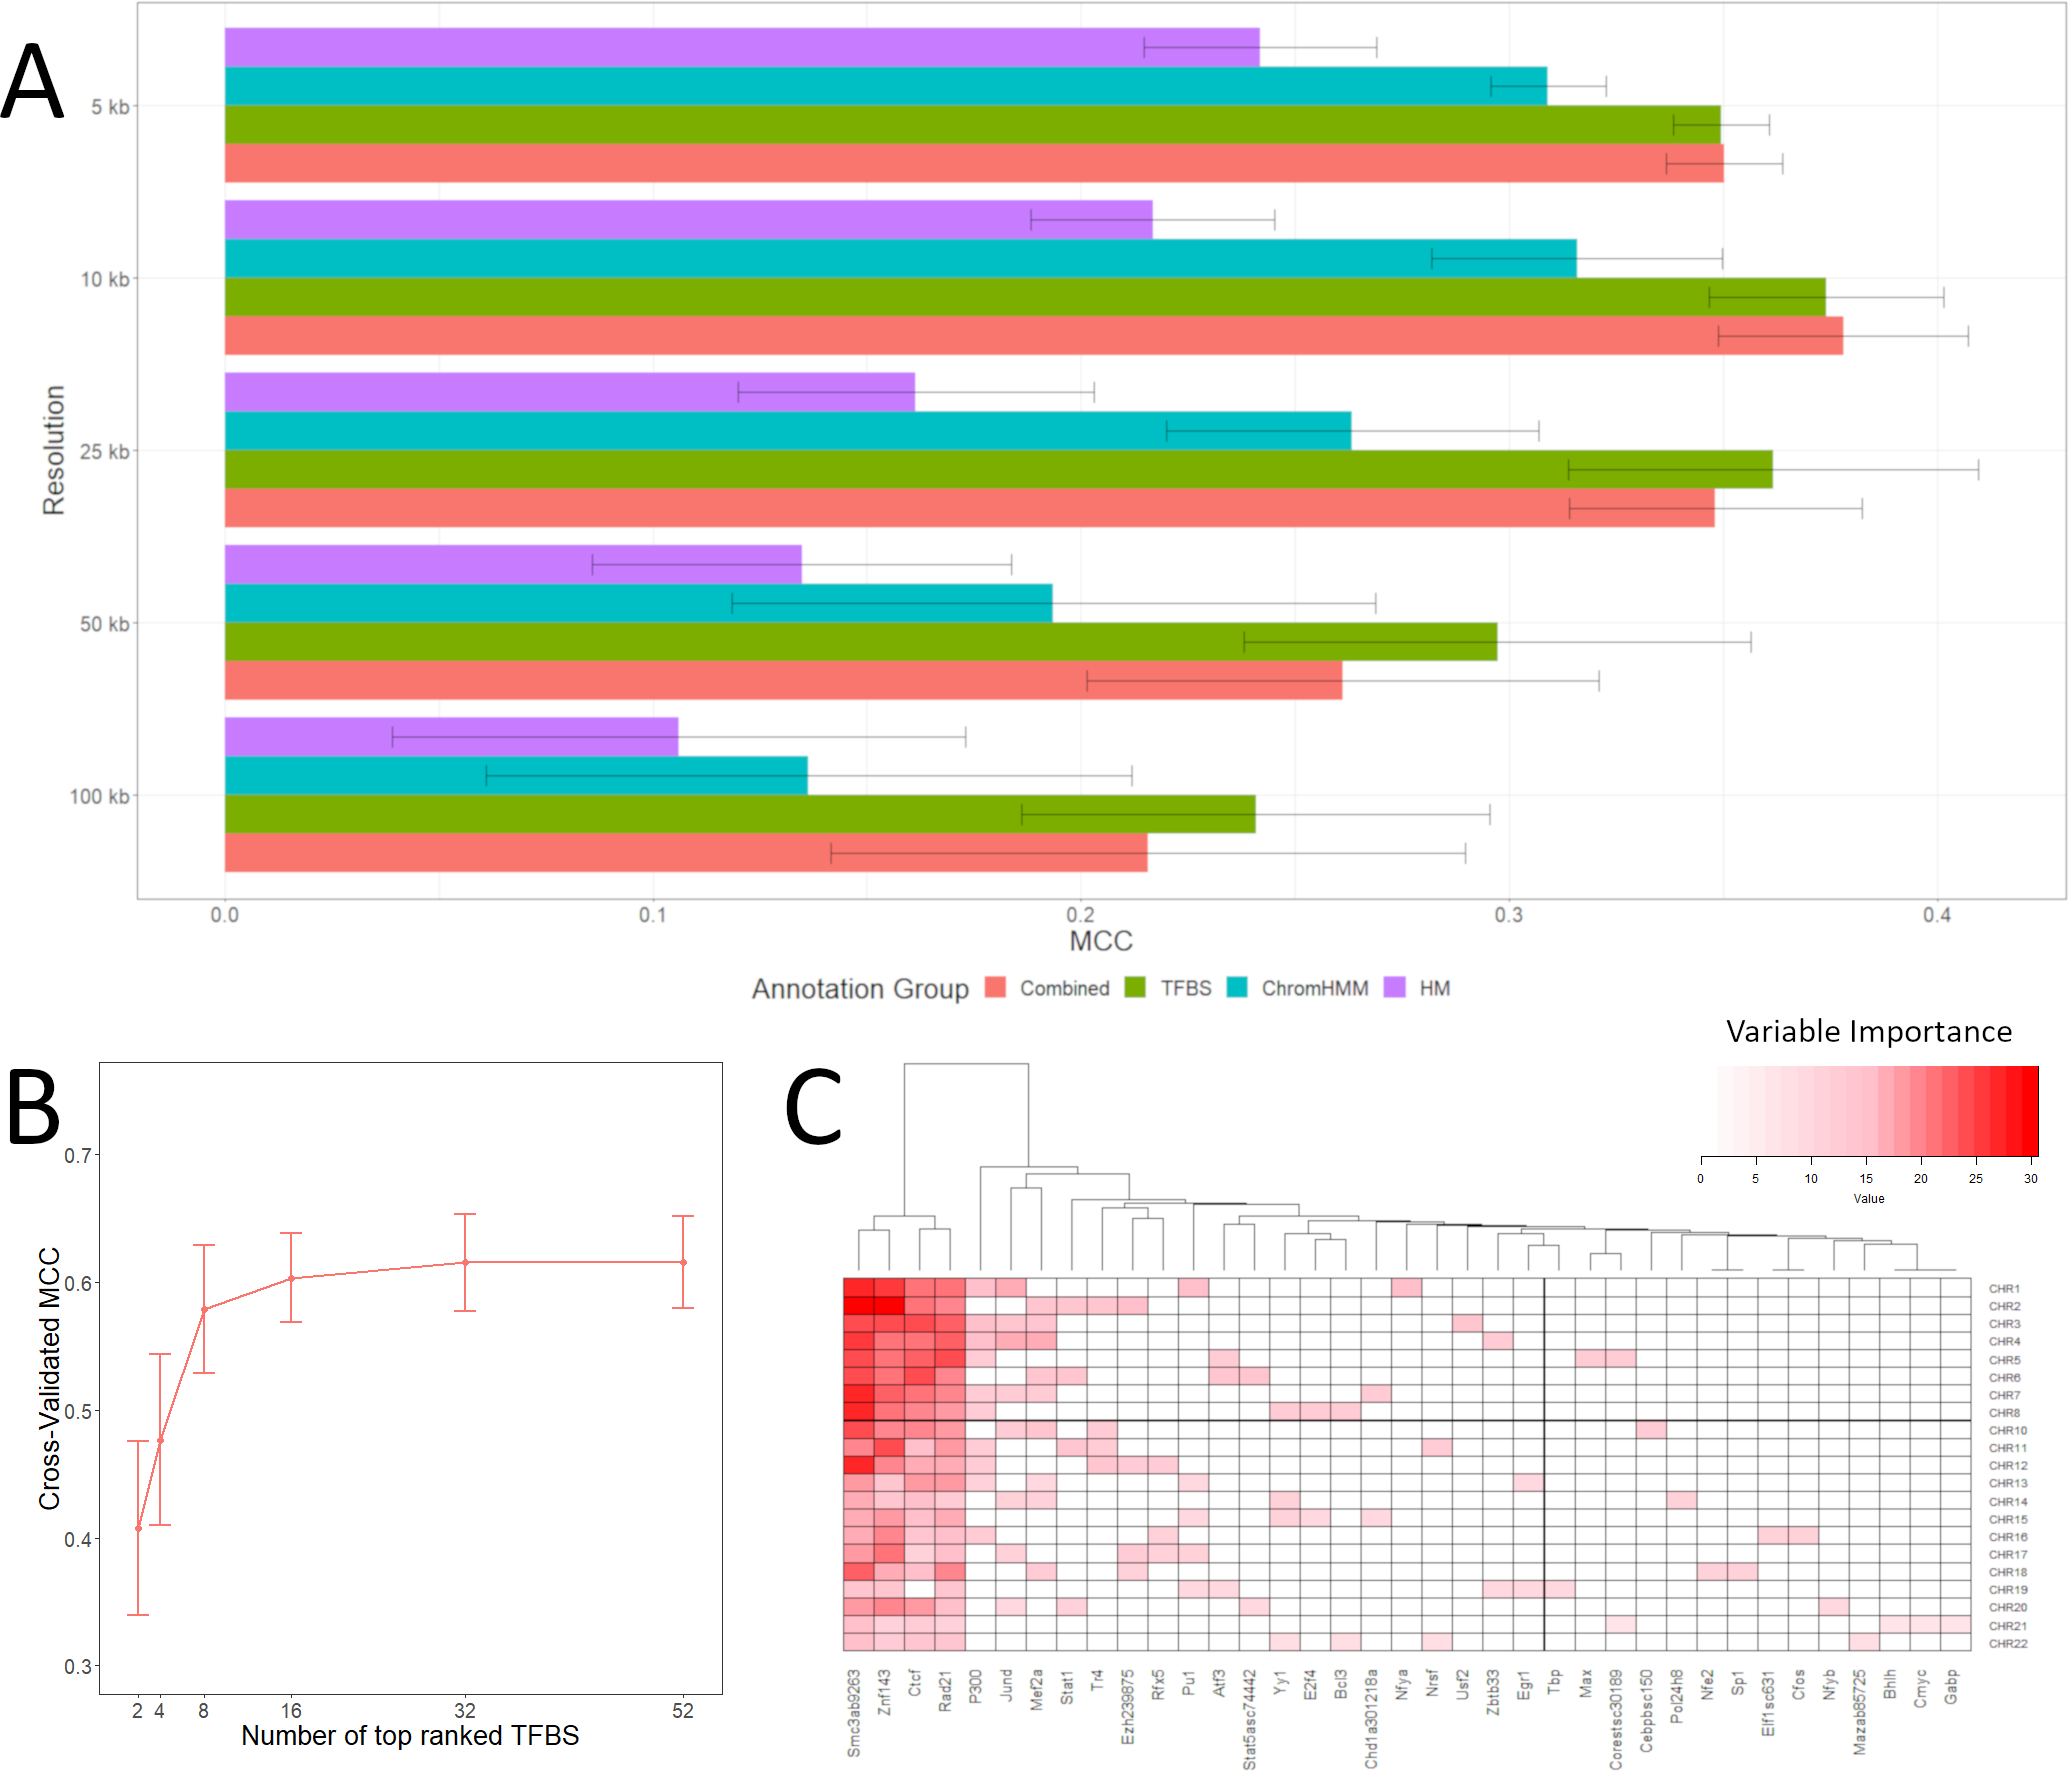 A
5 kb
10 kb
25 kb
50 kb
100 kb
Resolution
0.0 0.1 0.2 0.3 0.4
MCC
Annotation Group Combined TFBS ChromHMM HM
B
0.7
0.6
0.5
0.4
0.3
Cross-Validated MCC
2 4 8 16 32 52
Number of top ranked TFBS
C
Variable Importance
0 5 10 15 20 25 30
Value
CHR1
CHR2
CHR3
CHR4
CHR5
CHR6
CHR7
CHR8
CHR10
CHR11
CHR12
CHR13
CHR14
CHR15
CHR16
CHR17
CHR18
CHR19
CHR20
CHR21
CHR22
Smc3ab9263
Znf143
Ctcf
Rad21
P300
Jund
Mef2a
Stat1
Tr4
Ezh239875
Rfx5
Pu1
Atf3
Stat5asc74442
Yy1
E2f4
Bcl3
Chd1a301218a
Nfya
Nrsf
Usf2
Zbtb33
Egr1
Tbp
Max
Corestsc30189
Cebpbsc150
Pol24h8
Nfe2
Sp1
Elf1sc631
Cfos
Nfyb
Mazab85725
Bhlh
Cmyc
Gabp